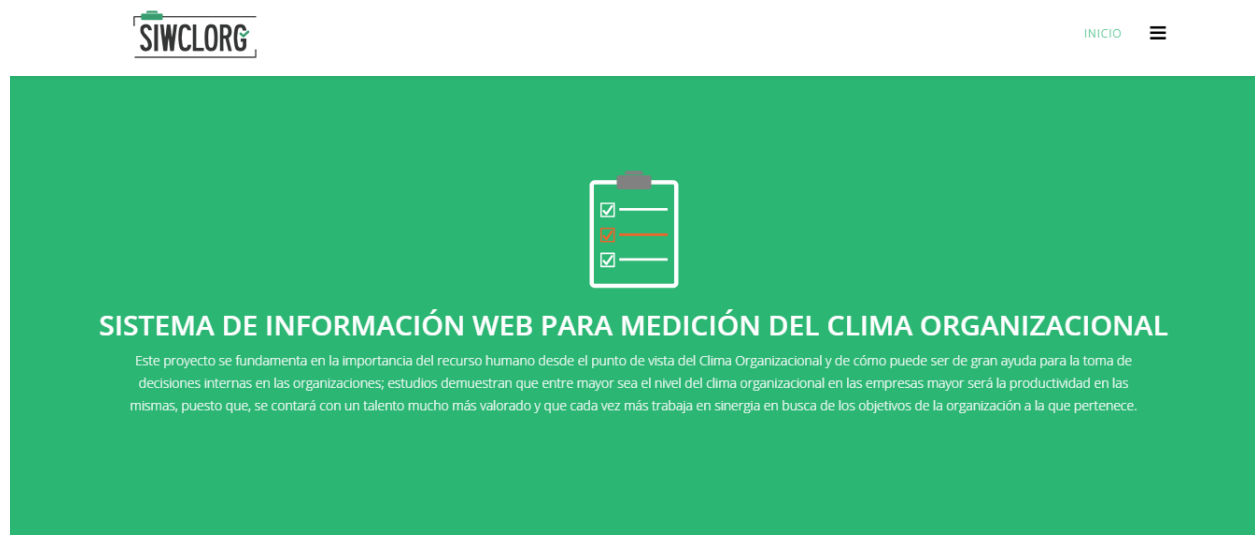 SIWCLORG
INICIO
SISTEMA DE INFORMACIÓN WEB PARA MEDICIÓN DEL CLIMA ORGANIZACIONAL
Este proyecto se fundamenta en la importancia del recurso humano desde el punto de vista del Clima Organizacional y de cómo puede ser de gran ayuda para la toma de
decisiones internas en las organizaciones; estudios demuestran que entre mayor sea el nivel del clima organizacional en las empresas mayor será la productividad en las
mismas, puesto que, se contará con un talento mucho más valorado y que cada vez más trabaja en sinergia en busca de los objetivos de la organización a la que pertenece.